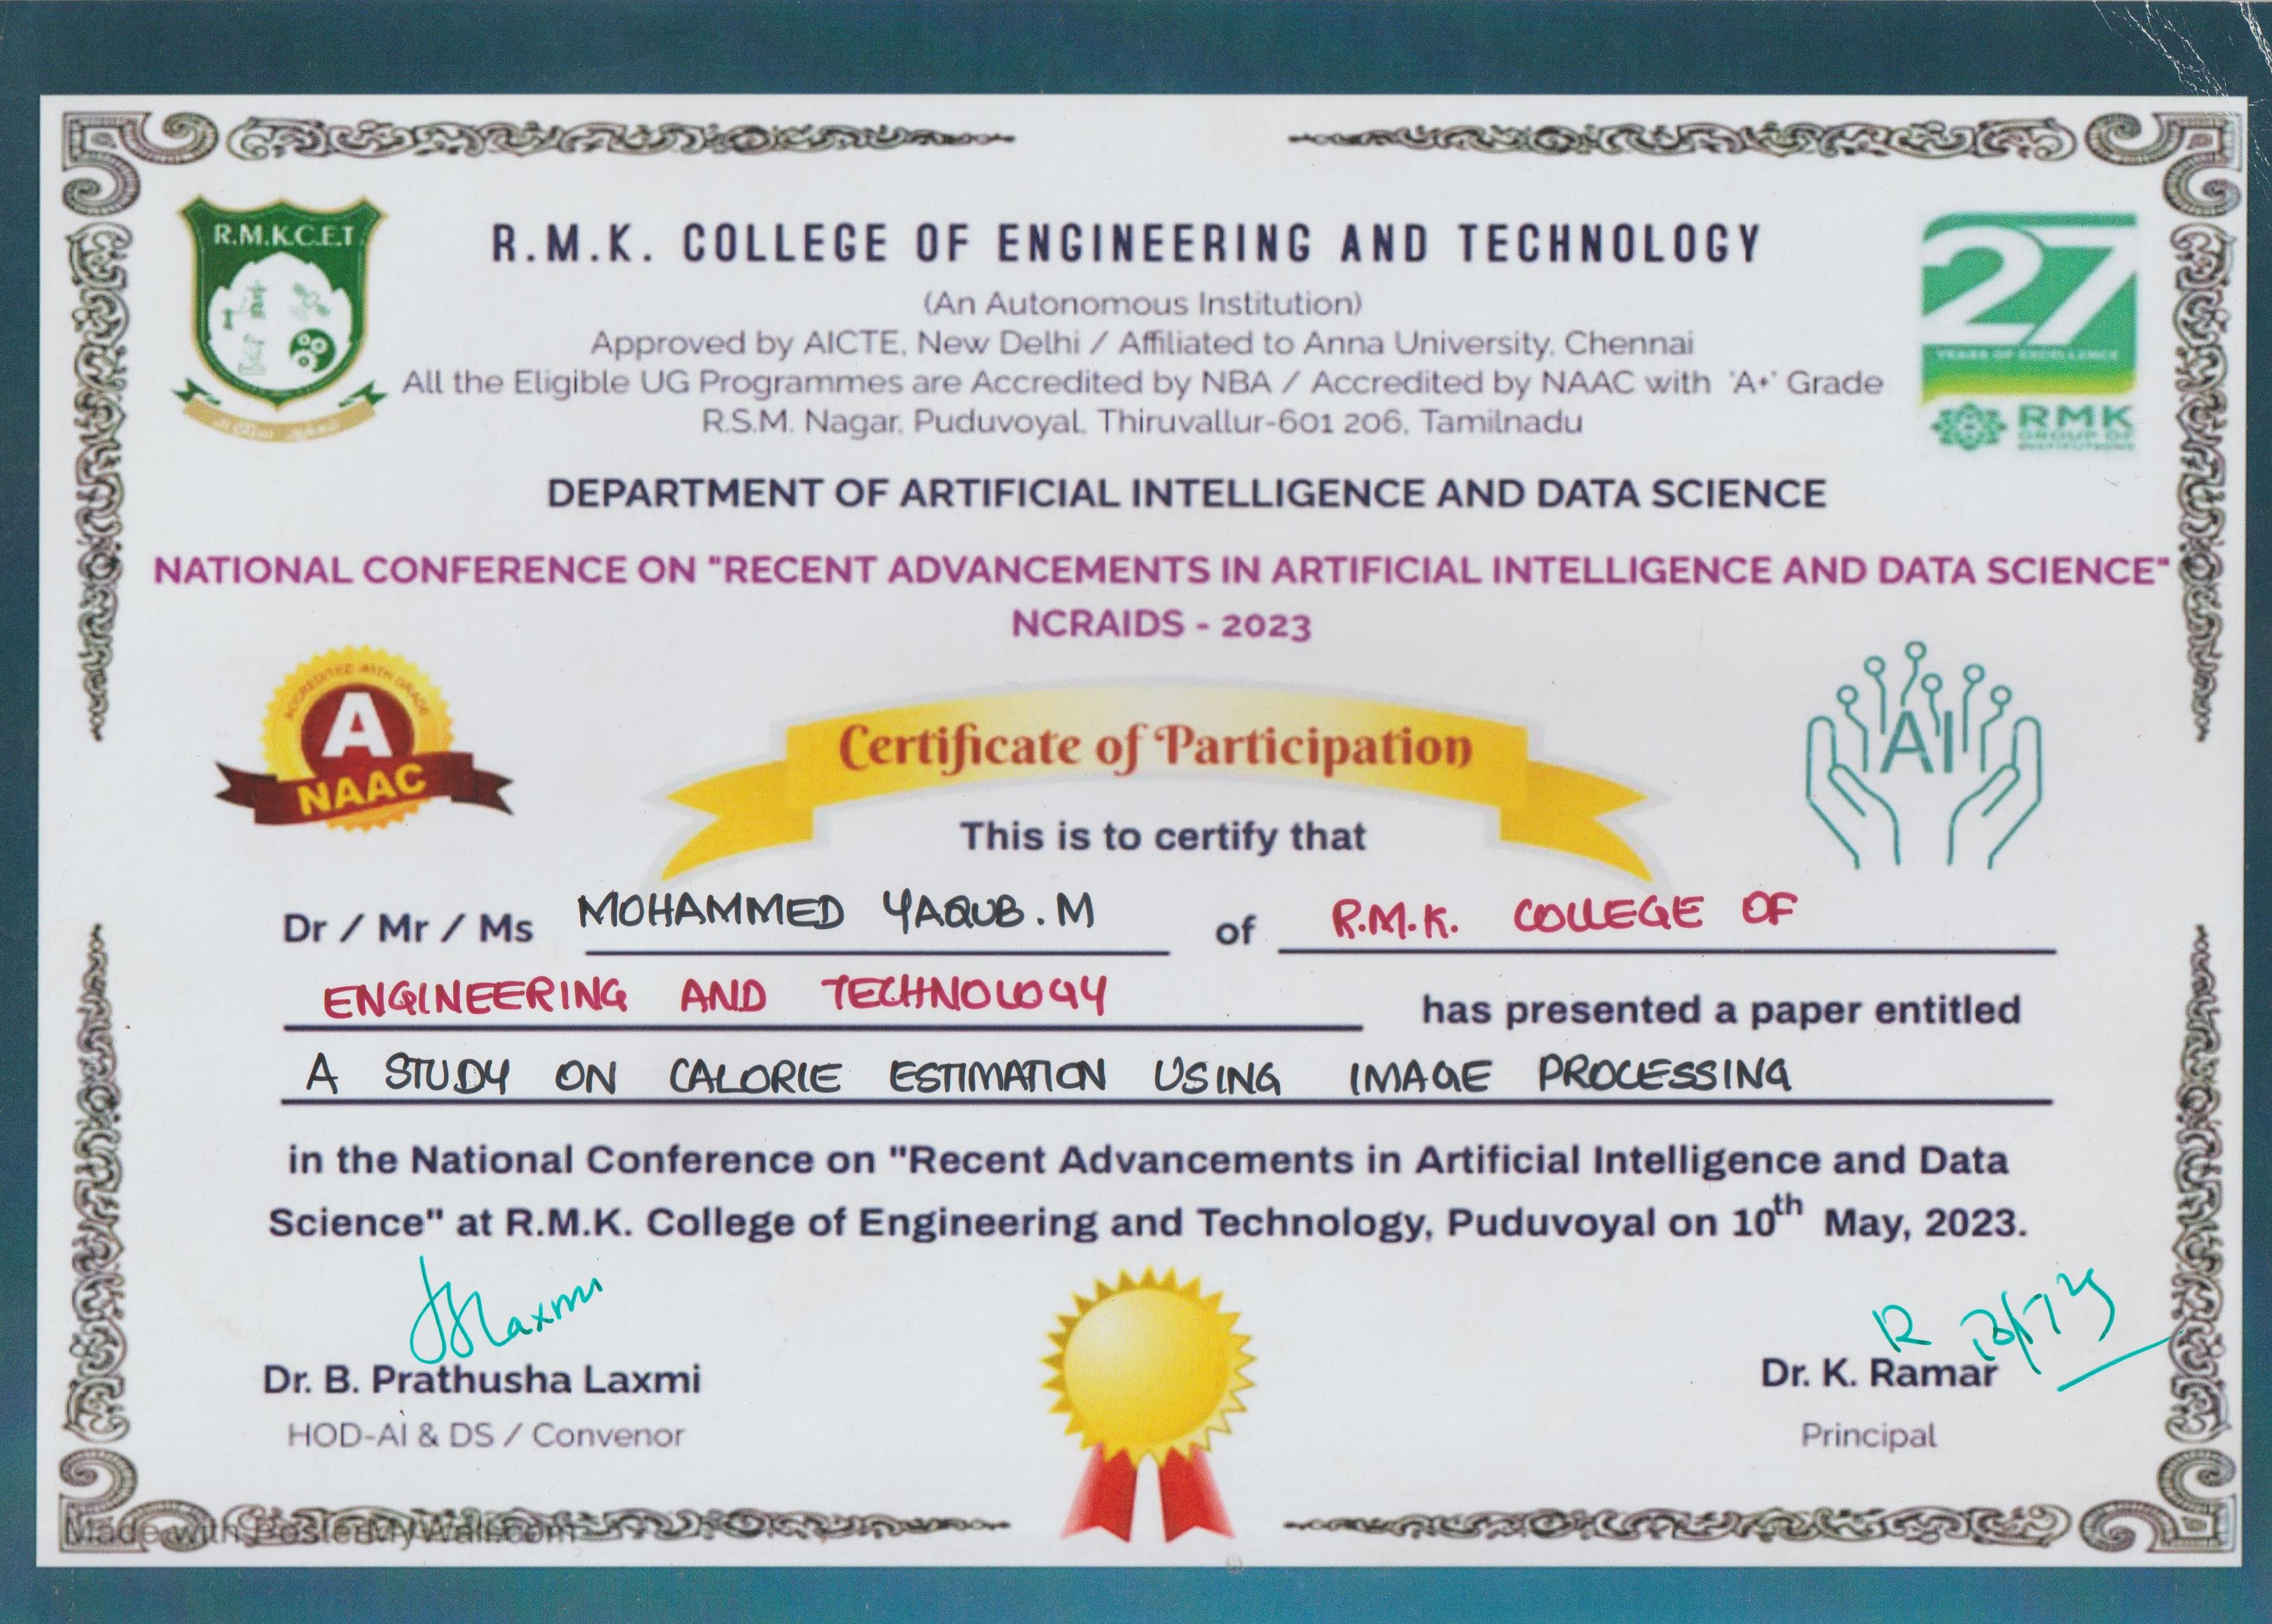 R.M.K.C.E.T
R.M.K. COLLEGE OF ENGINEERING AND TECHNOLOGY
(An Autonomous Institution)
Approved by AICTE, New Delhi / Affiliated to Anna University, Chennai
All the Eligible UG Programmes are Accredited by NBA / Accredited by NAAC with 'A+' Grade
R.S.M. Nagar, Puduvoyal, Thiruvallur-601 206, Tamilnadu
27
YEARS OF EXCELLENCE
RMK
GROUP OF
INSTITUTIONS
DEPARTMENT OF ARTIFICIAL INTELLIGENCE AND DATA SCIENCE
NATIONAL CONFERENCE ON "RECENT ADVANCEMENTS IN ARTIFICIAL INTELLIGENCE AND DATA SCIENCE"
NCRAIDS - 2023
ACCREDITED WITH GRADE
A
NAAC
Certificate of Participation
AI
This is to certify that
Dr / Mr / Ms MOHAMMED YAQUB.M of R.M.K. COLLEGE OF
ENGINEERING AND TECHNOLOGY has presented a paper entitled
A STUDY ON CALORIE ESTIMATION USING IMAGE PROCESSING
in the National Conference on "Recent Advancements in Artificial Intelligence and Data
Science" at R.M.K. College of Engineering and Technology, Puduvoyal on 10th May, 2023.
Laxmi
Dr. B. Prathusha Laxmi
HOD-AI & DS / Convenor
Dr. K. Ramar
Principal
Made with PosterMyWall.com